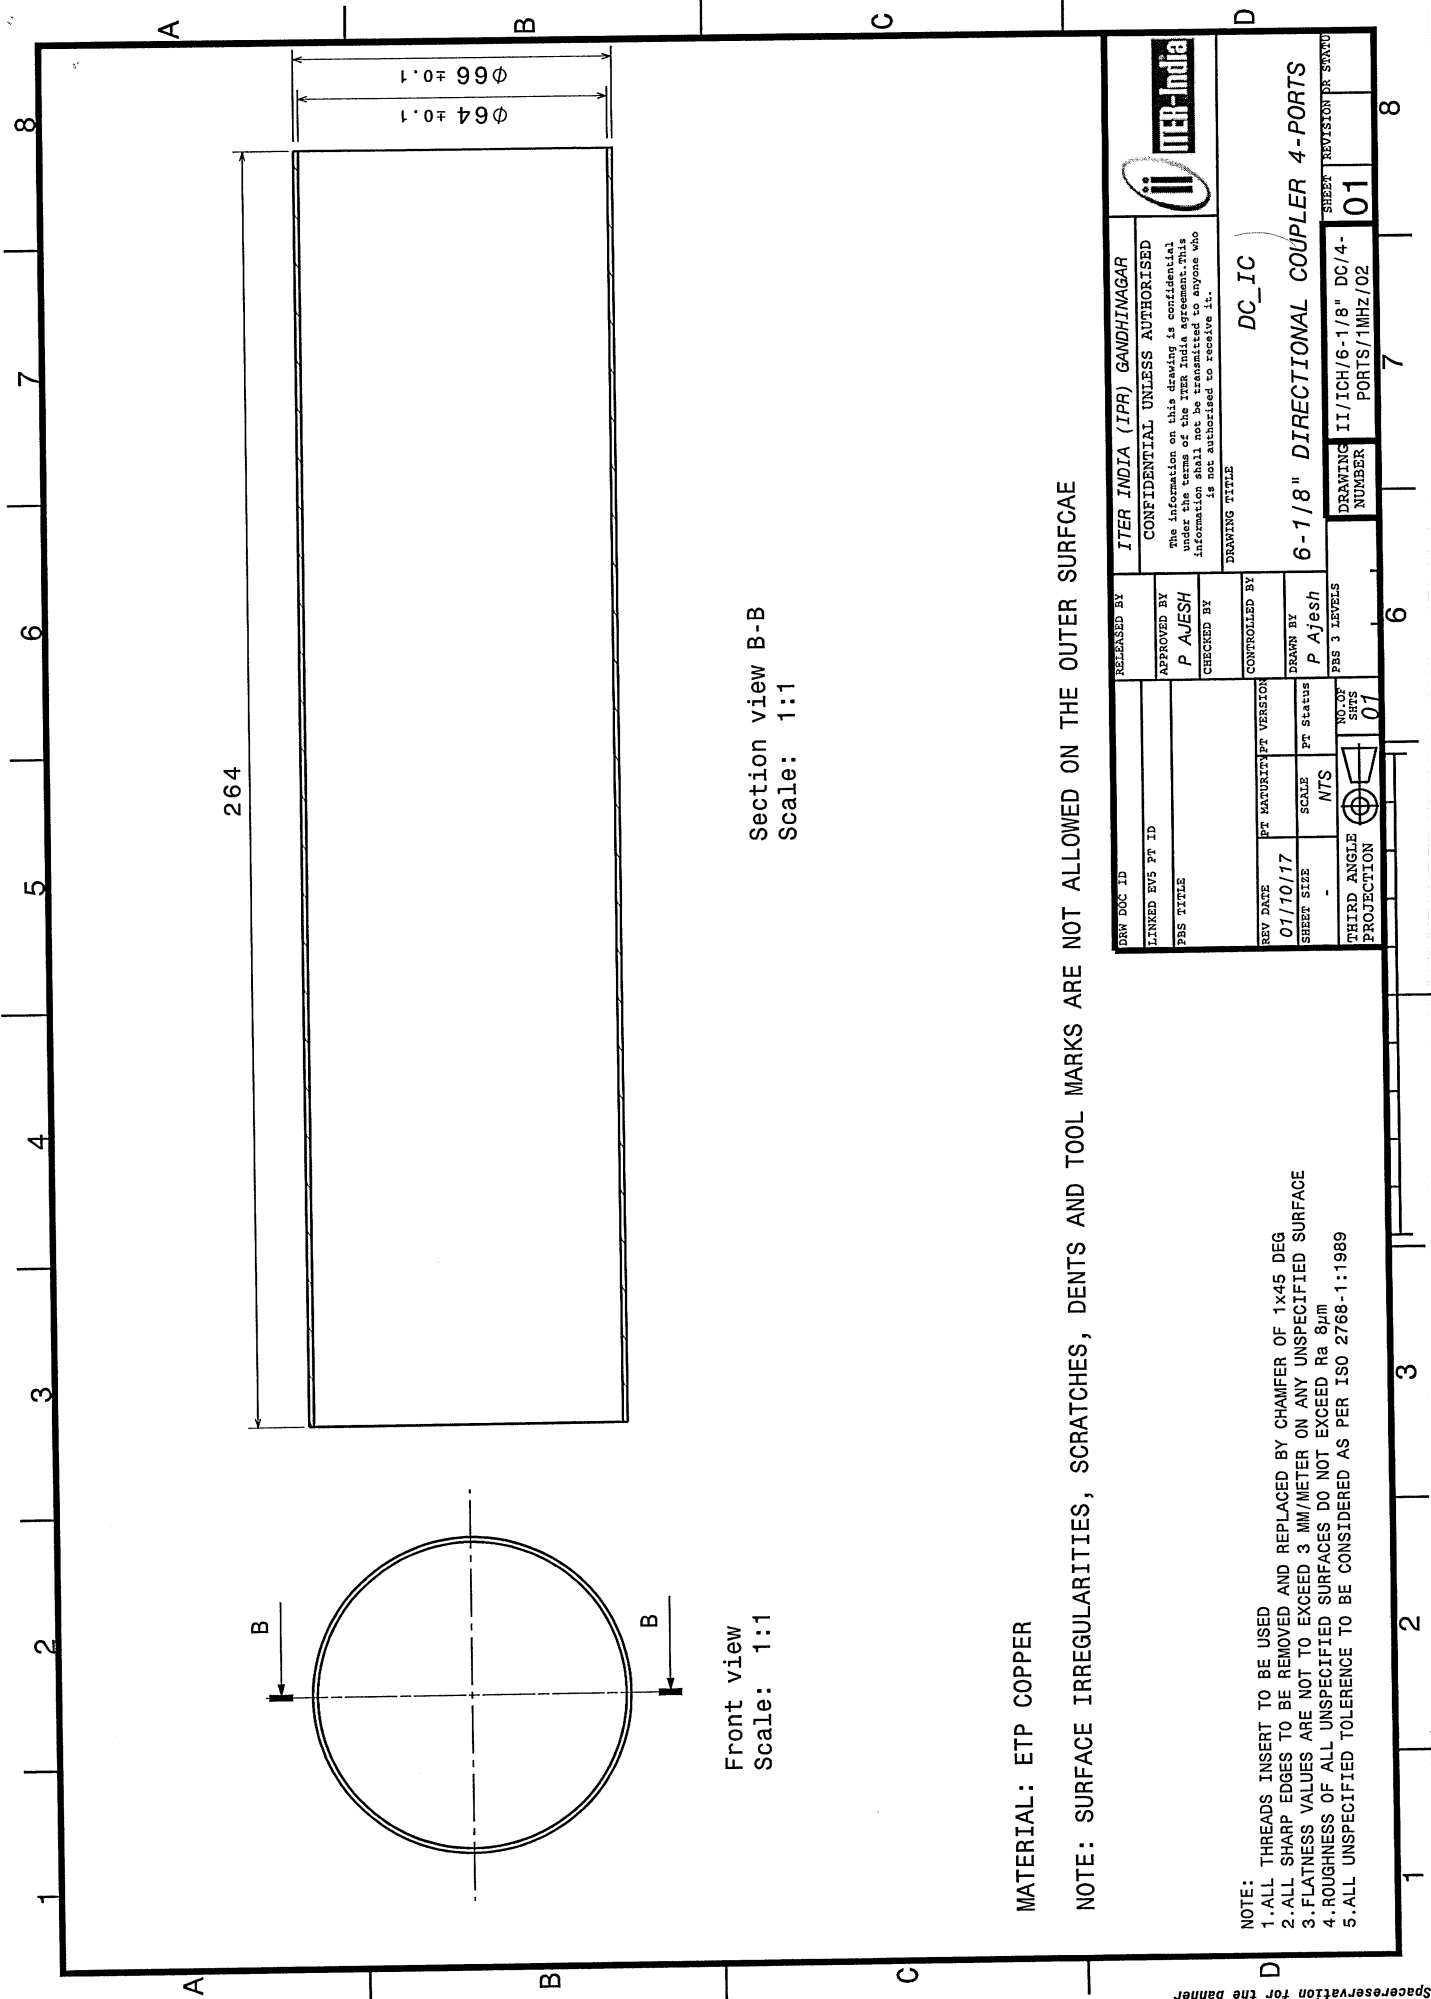 1 2 3 4 5 6 7 8
A A
B B
C C
D D
264
Φ66 ±0.1
Φ64 ±0.1
B
B
Front view
Scale: 1:1
Section view B-B
Scale: 1:1
MATERIAL: ETP COPPER
NOTE: SURFACE IRREGULARITIES, SCRATCHES, DENTS AND TOOL MARKS ARE NOT ALLOWED ON THE OUTER SURFCAE
NOTE:
1.ALL THREADS INSERT TO BE USED
2.ALL SHARP EDGES TO BE REMOVED AND REPLACED BY CHAMFER OF 1x45 DEG
3.FLATNESS VALUES ARE NOT TO EXCEED 3 MM/METER ON ANY UNSPECIFIED SURFACE
4.ROUGHNESS OF ALL UNSPECIFIED SURFACES DO NOT EXCEED Ra 8µm
5.ALL UNSPECIFIED TOLERENCE TO BE CONSIDERED AS PER ISO 2768-1:1989
DRW DOC ID
LINKED EV5 PT ID
PBS TITLE
REV DATE
01/10/17
PT MATURITY
PT VERSION
SHEET SIZE
-
SCALE
NTS
PT Status
THIRD ANGLE
PROJECTION
NO.OF
SHTS
01
RELEASED BY
APPROVED BY
P AJESH
CHECKED BY
CONTROLLED BY
DRAWN BY
P Ajesh
PBS 3 LEVELS
ITER INDIA (IPR) GANDHINAGAR
CONFIDENTIAL UNLESS AUTHORISED
The information on this drawing is confidential
under the terms of the ITER India agreement.This
information shall not be transmitted to anyone who
is not authorised to receive it.
ii ITER-India
DRAWING TITLE
DC_IC
6-1/8" DIRECTIONAL COUPLER 4-PORTS
DRAWING
NUMBER
II/ICH/6-1/8" DC/4-
PORTS/1MHz/02
SHEET
01
REVISION OR STATU
1 2 3 6 7 8
Spacereservation for the banner